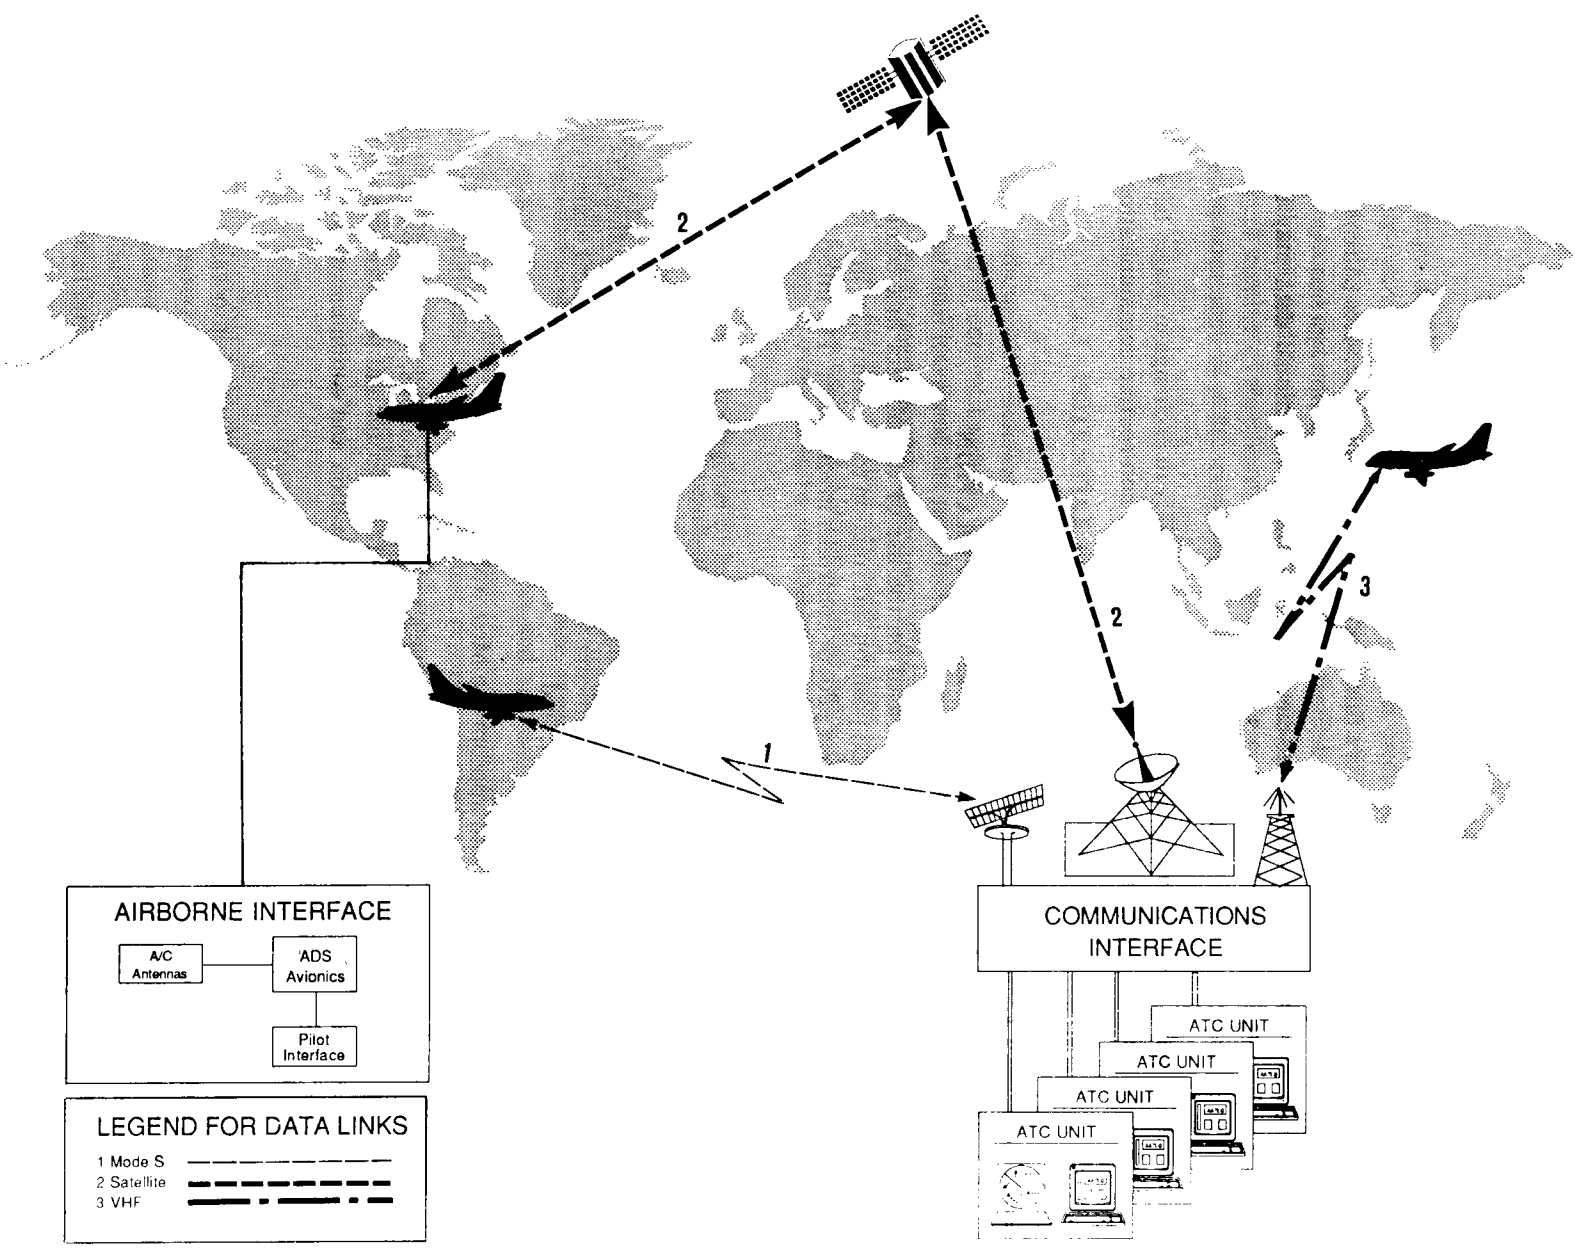 2
2
3
1
AIRBORNE INTERFACE
A/C
Antennas
ADS
Avionics
Pilot
Interface
LEGEND FOR DATA LINKS
1 Mode S
2 Satellite
3 VHF
COMMUNICATIONS
INTERFACE
ATC UNIT
ATC UNIT
ATC UNIT
ATC UNIT